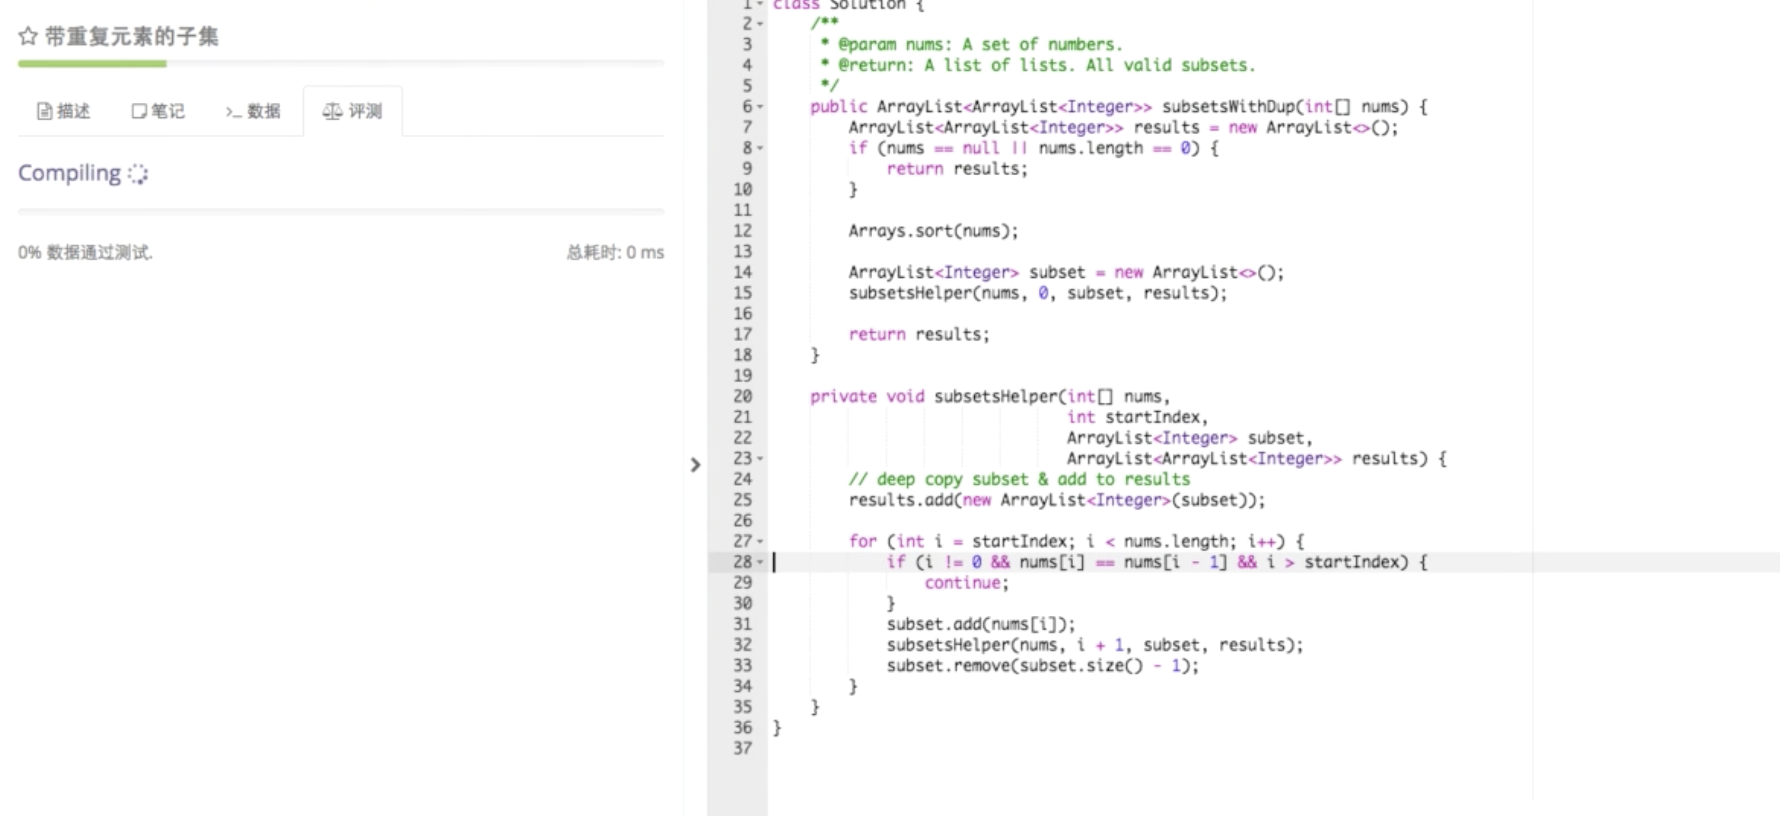 带重复元素的子集
描述 笔记 >_ 数据 评测
Compiling
0% 数据通过测试. 总耗时: 0 ms
1 class Solution {
2     /**
3      * @param nums: A set of numbers.
4      * @return: A list of lists. All valid subsets.
5      */
6     public ArrayList<ArrayList<Integer>> subsetsWithDup(int[] nums) {
7         ArrayList<ArrayList<Integer>> results = new ArrayList<>();
8         if (nums == null || nums.length == 0) {
9             return results;
10         }
11
12         Arrays.sort(nums);
13
14         ArrayList<Integer> subset = new ArrayList<>();
15         subsetsHelper(nums, 0, subset, results);
16
17         return results;
18     }
19
20     private void subsetsHelper(int[] nums,
21                                int startIndex,
22                                ArrayList<Integer> subset,
23                                ArrayList<ArrayList<Integer>> results) {
24         // deep copy subset & add to results
25         results.add(new ArrayList<Integer>(subset));
26
27         for (int i = startIndex; i < nums.length; i++) {
28             if (i != 0 && nums[i] == nums[i - 1] && i > startIndex) {
29                 continue;
30             }
31             subset.add(nums[i]);
32             subsetsHelper(nums, i + 1, subset, results);
33             subset.remove(subset.size() - 1);
34         }
35     }
36 }
37